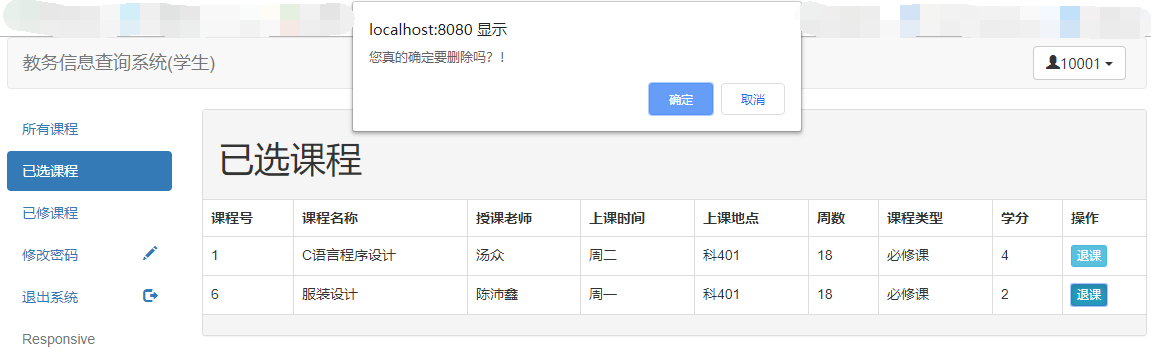 localhost:8080 显示
您真的确定要删除吗?！
确定 取消
教务信息查询系统(学生) 10001
所有课程
已选课程
已修课程
修改密码
退出系统
Responsive
已选课程
课程号 课程名称 授课老师 上课时间 上课地点 周数 课程类型 学分 操作
1 C语言程序设计 汤众 周二 科401 18 必修课 4 退课
6 服装设计 陈沛鑫 周一 科401 18 必修课 2 退课